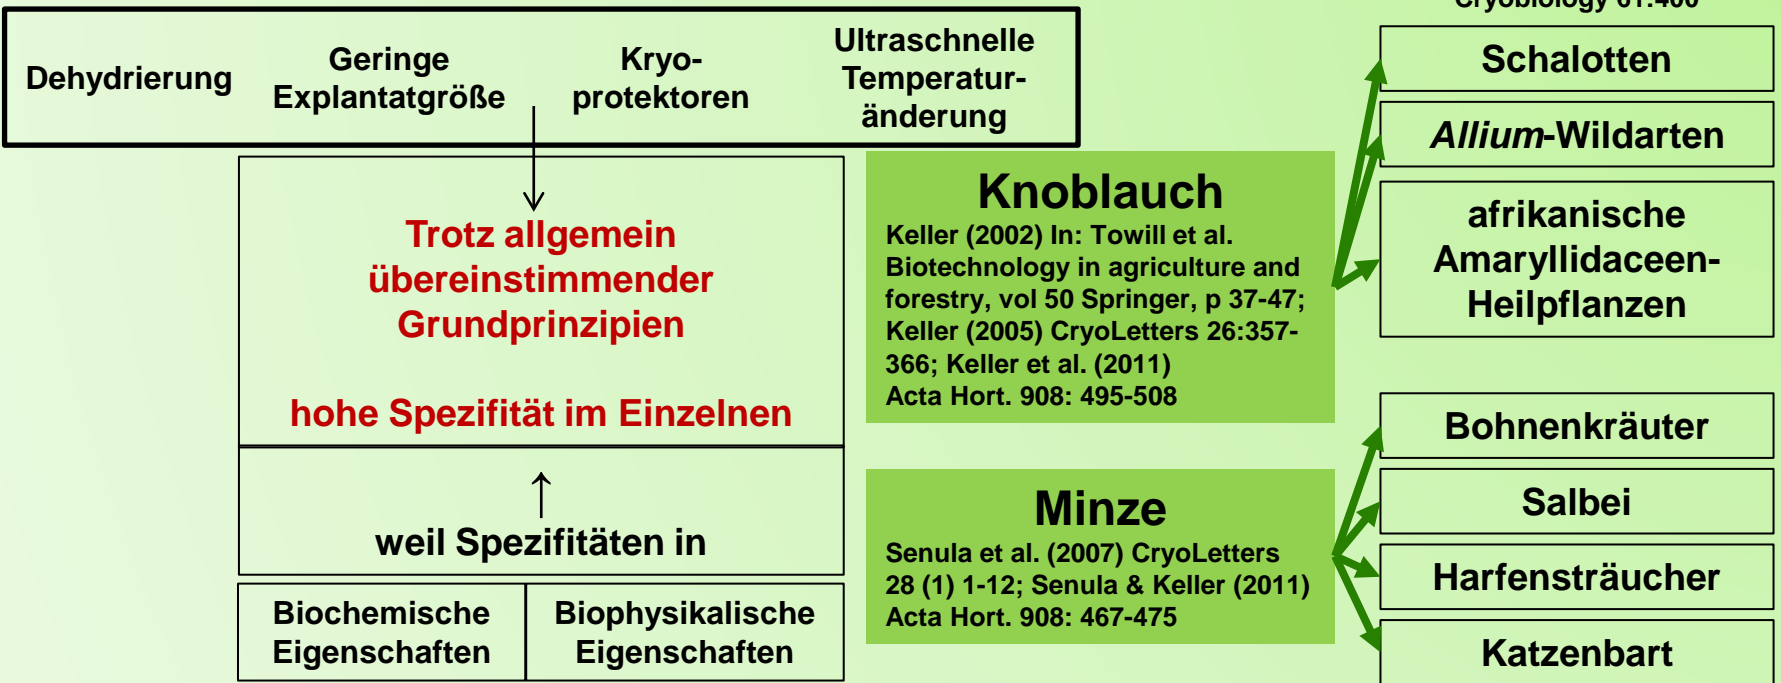 Cryobiology 61:400
Dehydrierung
Geringe
Explantatgröße
Kryo-
protektoren
Ultraschnelle
Temperatur-
änderung
Trotz allgemein
übereinstimmender
Grundprinzipien
hohe Spezifität im Einzelnen
weil Spezifitäten in
Biochemische
Eigenschaften
Biophysikalische
Eigenschaften
Knoblauch
Keller (2002) In: Towill et al.
Biotechnology in agriculture and
forestry, vol 50 Springer, p 37-47;
Keller (2005) CryoLetters 26:357-
366; Keller et al. (2011)
Acta Hort. 908: 495-508
Minze
Senula et al. (2007) CryoLetters
28 (1) 1-12; Senula & Keller (2011)
Acta Hort. 908: 467-475
Schalotten
Allium-Wildarten
afrikanische
Amaryllidaceen-
Heilpflanzen
Bohnenkräuter
Salbei
Harfensträucher
Katzenbart